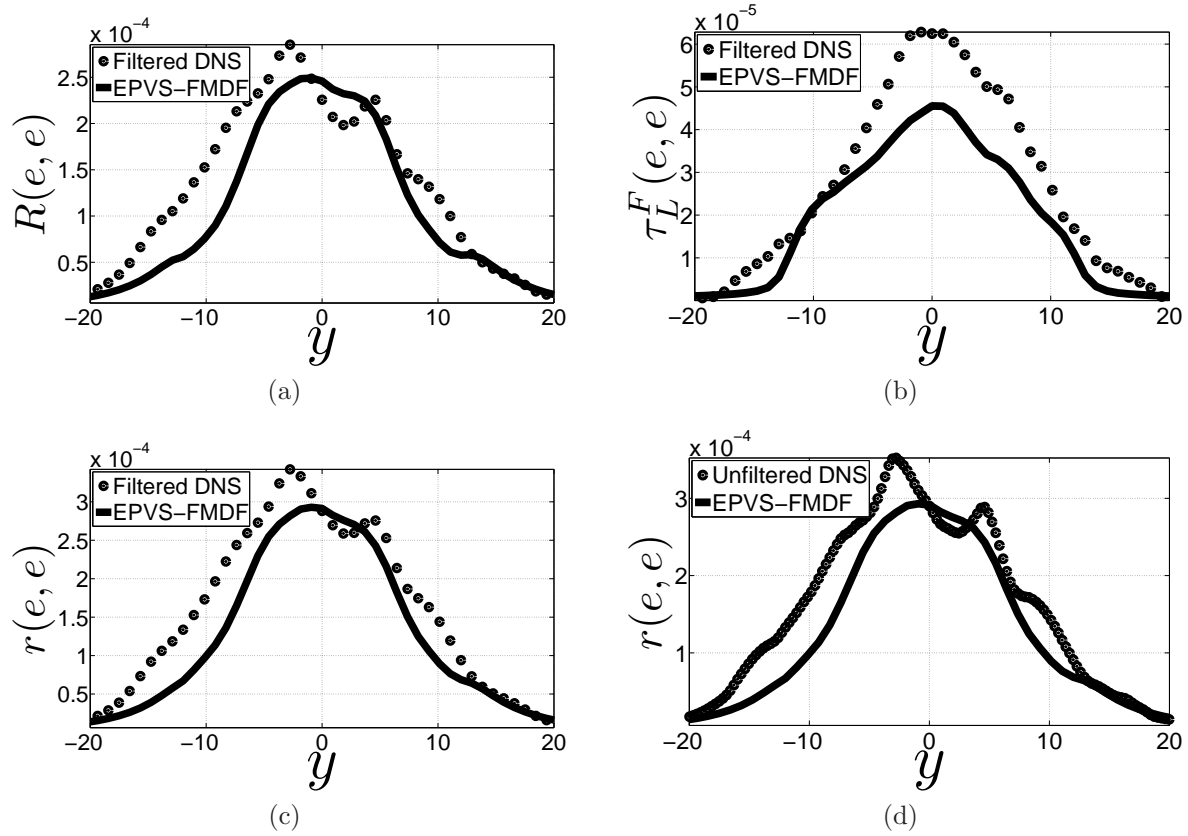 x 10⁻⁴
Filtered DNS
EPVS−FMDF
R(e, e)
2.5
2
1.5
1
0.5
−20 −10 0 10 20
y
(a)
x 10⁻⁵
Filtered DNS
EPVS−FMDF
τ_L^F(e, e)
6
5
4
3
2
1
−20 −10 0 10 20
y
(b)
x 10⁻⁴
Filtered DNS
EPVS−FMDF
r(e, e)
3
2.5
2
1.5
1
0.5
−20 −10 0 10 20
y
(c)
x 10⁻⁴
Unfiltered DNS
EPVS−FMDF
r(e, e)
3
2
1
−20 −10 0 10 20
y
(d)